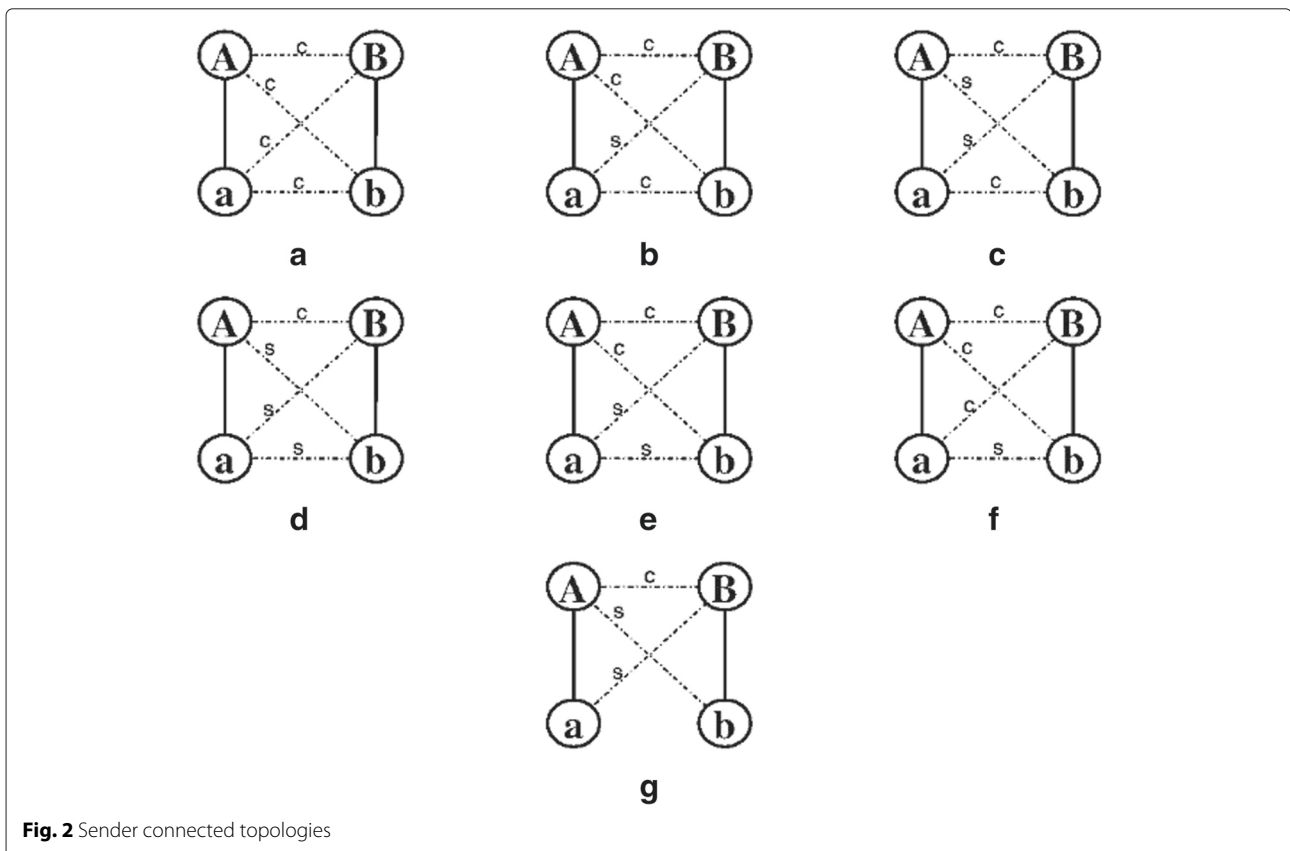 A c B A c B A c B
c c s
c s s
a c b a c b a c b
a b c
A c B A c B A c B
s c c
s s c
a s b a s b a s b
d e f
A c B
s
s
a b
g
Fig. 2 Sender connected topologies